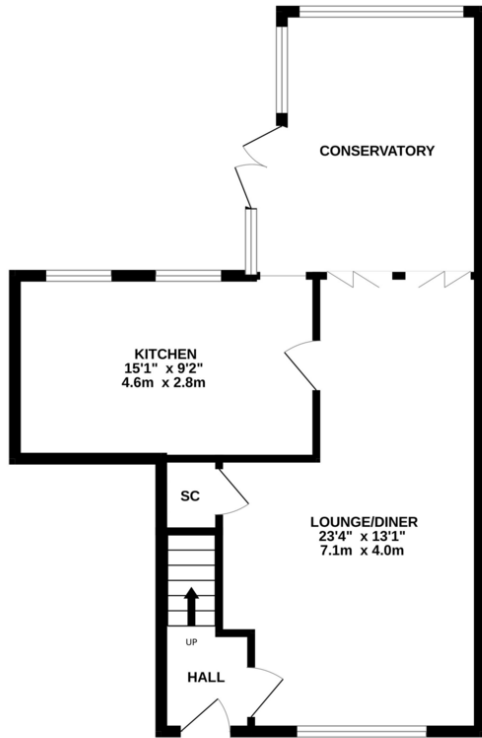 CONSERVATORY
KITCHEN
15'1" x 9'2"
4.6m x 2.8m
SC
LOUNGE/DINER
23'4" x 13'1"
7.1m x 4.0m
UP
HALL